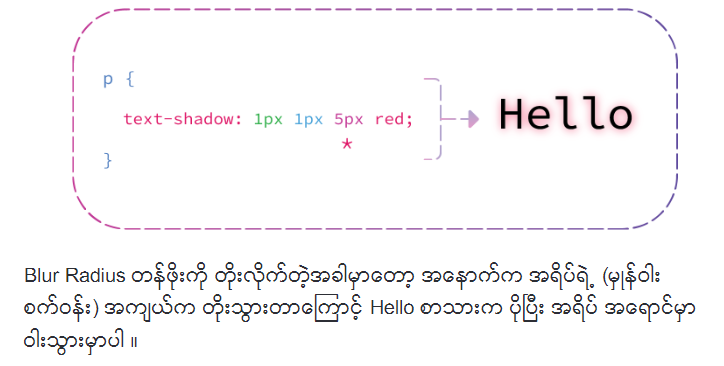 p {
text-shadow: 1px 1px 5px red;
*
}
Hello
Blur Radius တန်ဖိုးကို တိုးလိုက်တဲ့အခါမှာတော့ အနောက်က အရိပ်ရဲ့ (မှုန်ဝါး
စက်ဝန်း) အကျယ်က တိုးသွားတာကြောင့် Hello စာသားက ပိုပြီး အရိပ် အရောင်မှာ
ဝါးသွားမှာပါ ။